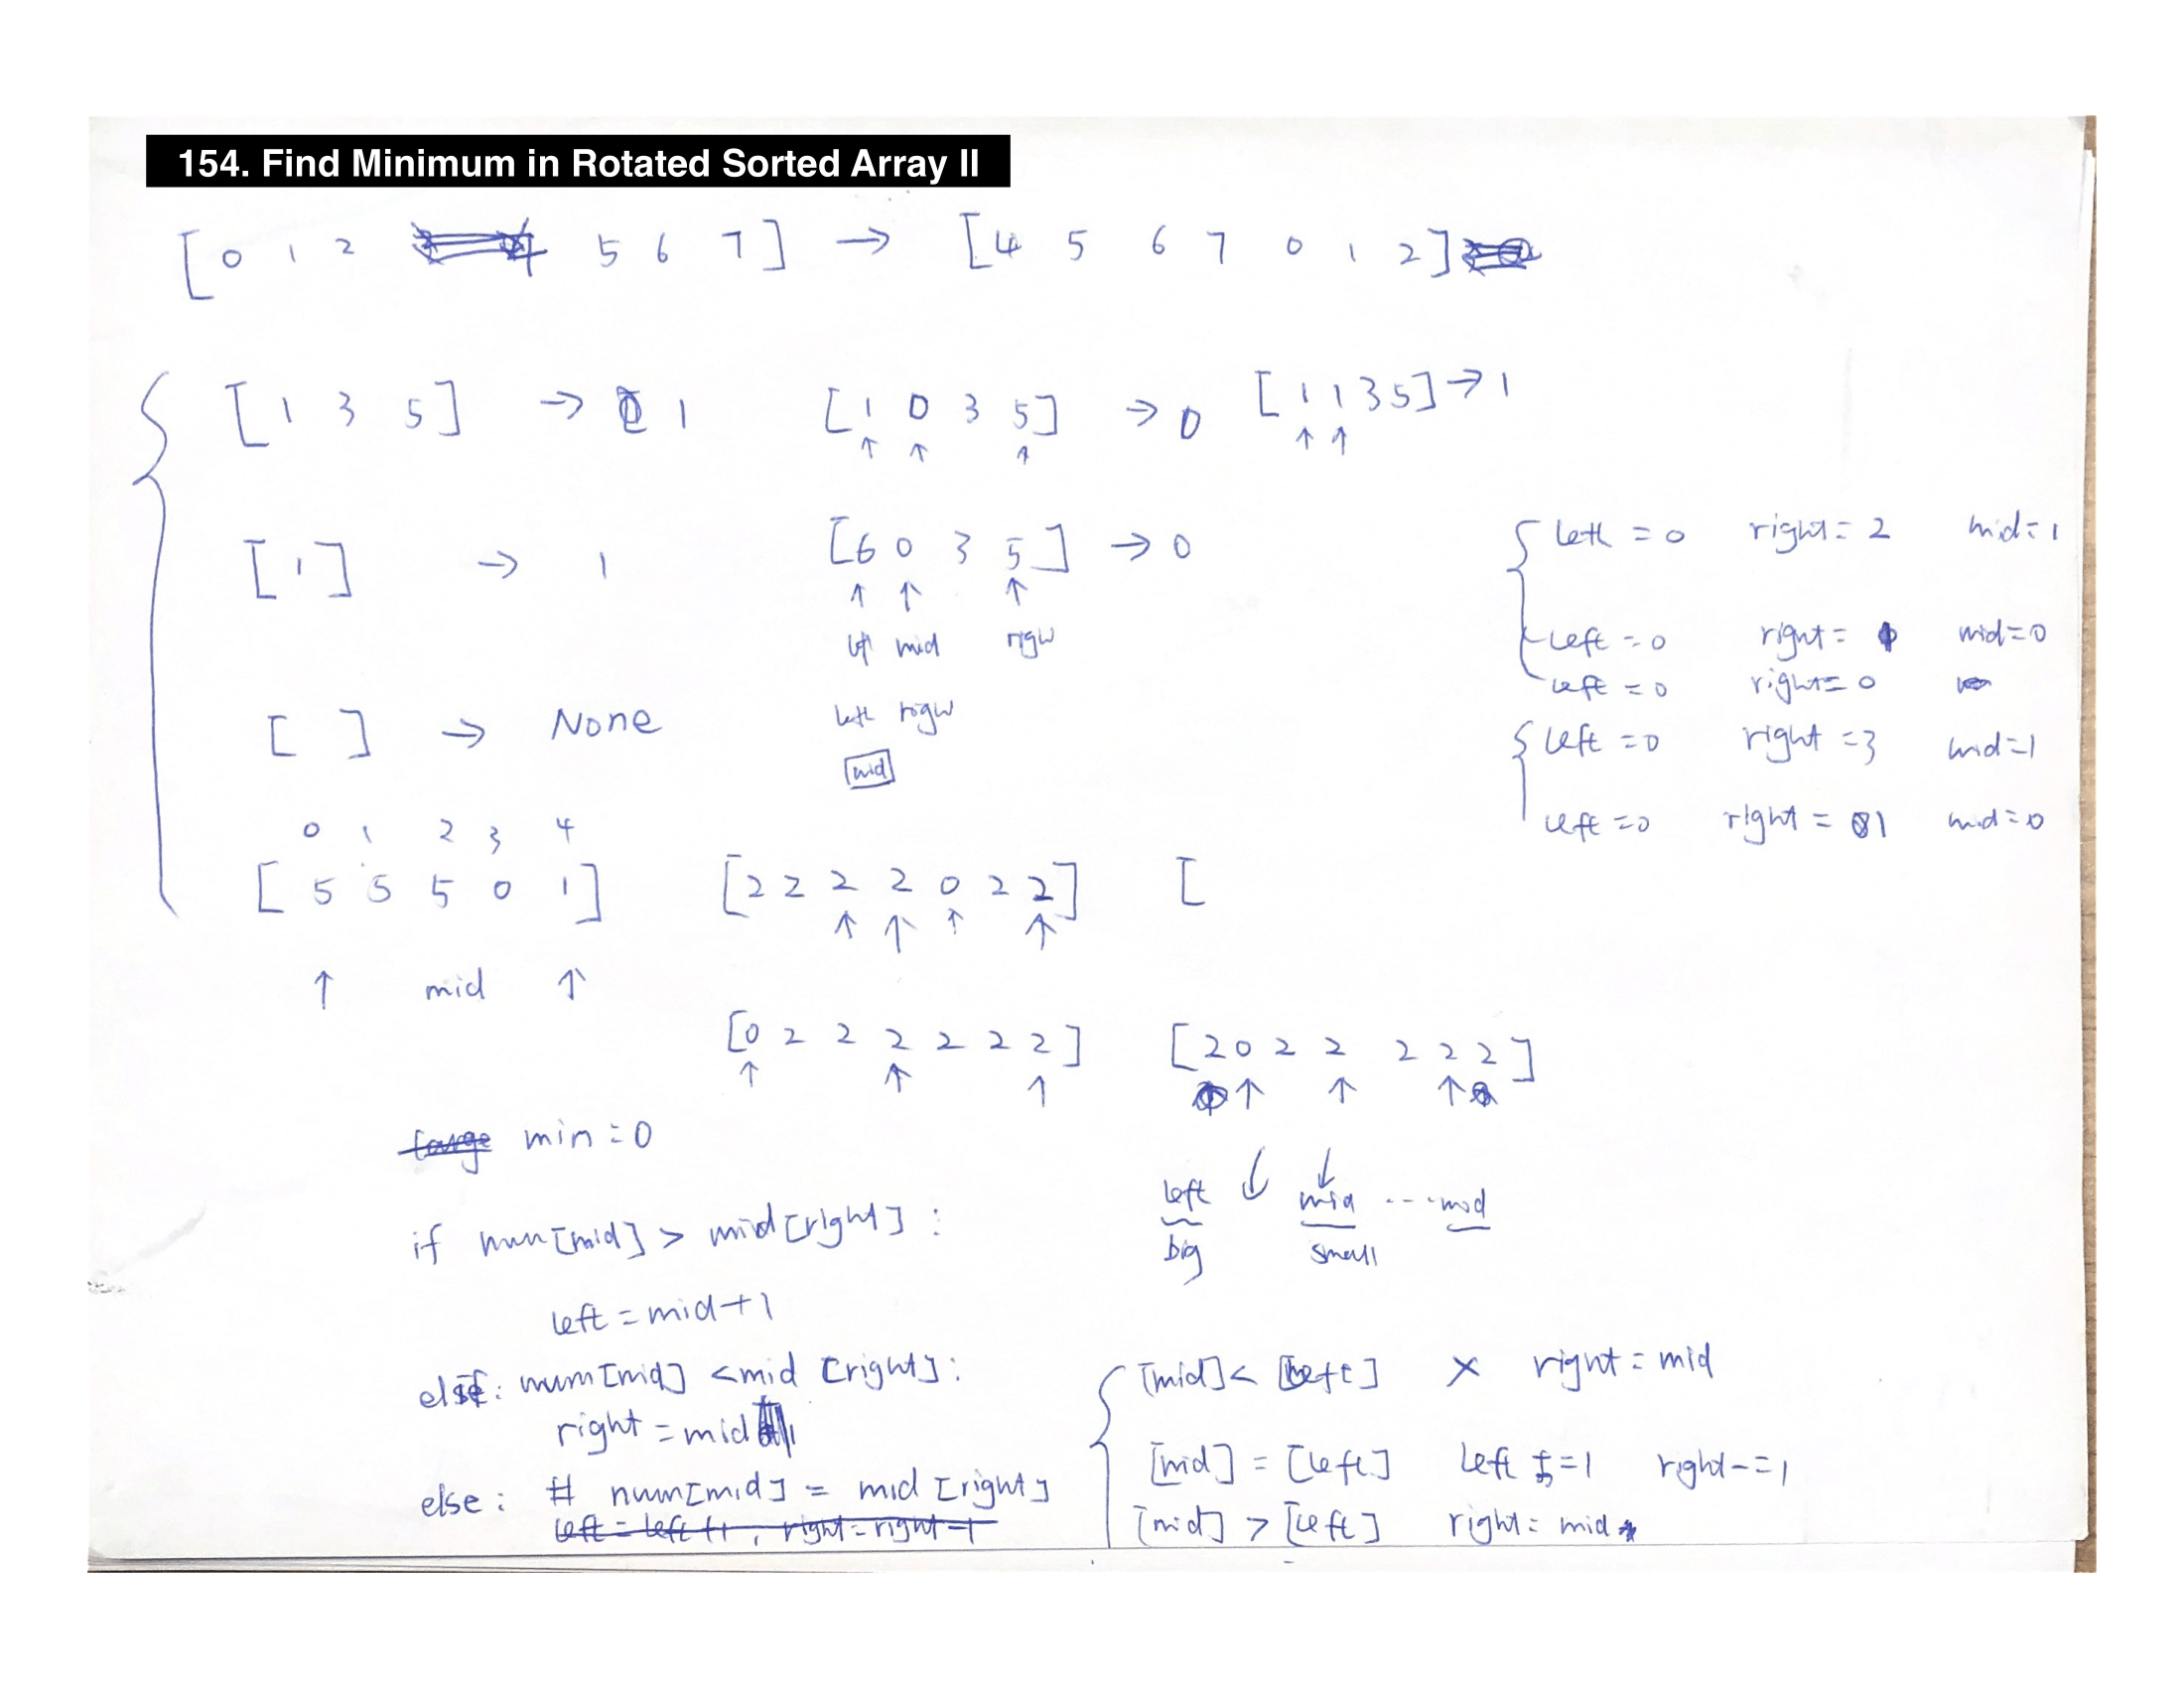 154. Find Minimum in Rotated Sorted Array II
[ 0 1 2 5 6 7 ] → [ 4 5 6 7 0 1 2 ]
[ 1 3 5 ] → 1 [ 1 0 3 5 ] → 0 [ 1 1 3 5 ] → 1
↑ ↑ ↑ ↑ ↑
[ 1 ] → 1 [ 6 0 3 5 ] → 0
↑ ↑ ↑
mid
[ ] → None
mid
left = 0 right = 2 mid = 1
left = 0 right = mid = 0
left = 0 right = 0
left = 0 right = 3 mid = 1
left = 0 right = 1 mid = 0
0 1 2 3 4
[ 5 5 5 0 1 ] [ 2 2 2 2 0 2 2 ] [
↑ ↑ ↑ ↑
↑ mid ↑
[ 0 2 2 2 2 2 2 ] [ 2 0 2 2 2 2 2 ]
↑ ↑ ↑ ↑ ↑ ↑
min = 0
if num[mid] > mid[right] :
left = mid + 1
elif : num[mid] < mid [right] :
right = mid
else : # num[mid] = mid [right]
left = left + 1 , right = right - 1
↓ ↓
left mid ---- mid
big small
[mid] < [left] × right = mid
[mid] = [left] left += 1 right -= 1
[mid] > [left] right = mid